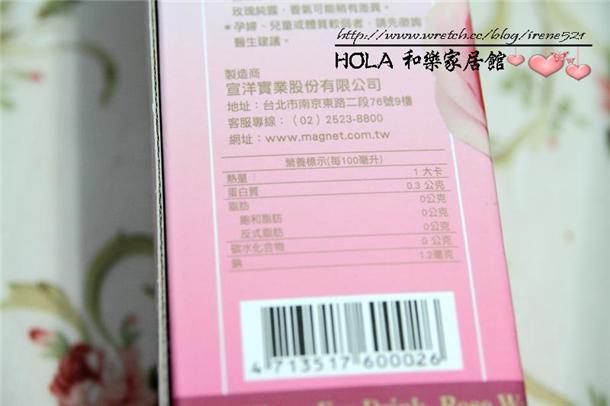 玫瑰純露，香氣可能稍有差異。
孕婦、兒童或體質較弱者，請先徵詢
醫生建議。
http://www.wretch.cc/blog/irene521
HOLA 和樂家居館
製造商
宣洋實業股份有限公司
地址：台北市南京東路二段76號9樓
客服專線：（02）2523-8800
網址：www.magnet.com.tw
營養標示(每100毫升)
熱量 1 大卡
蛋白質 0.3 公克
脂肪 0公克
飽和脂肪 0公克
反式脂肪 0公克
碳水化合物 0 公克
鈉 1.2毫克
4 713517 600026